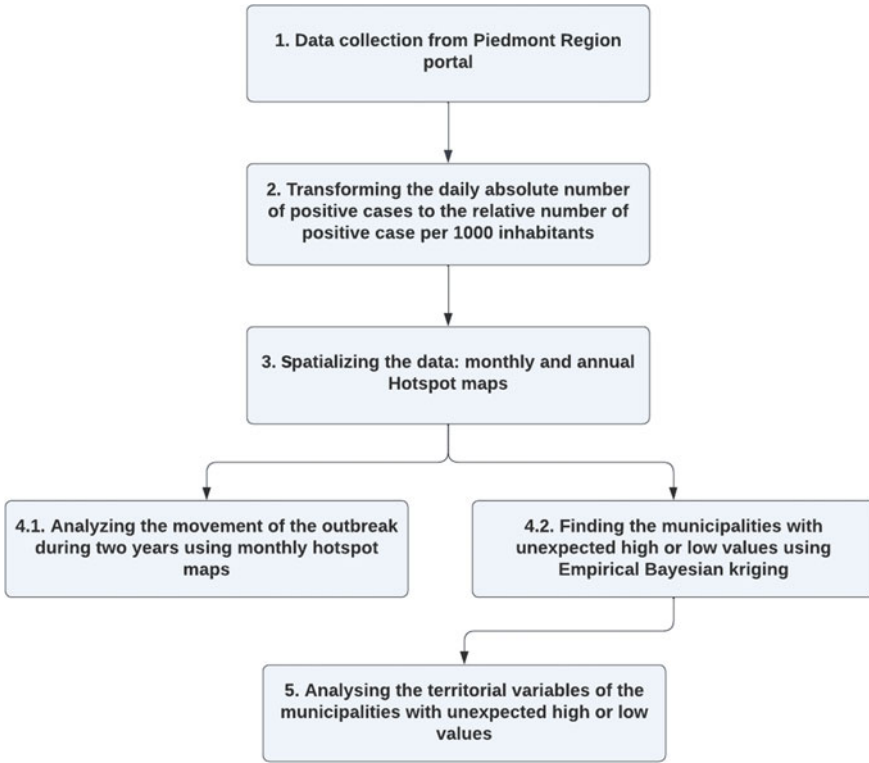 1. Data collection from Piedmont Region
portal
2. Transforming the daily absolute number
of positive cases to the relative number of
positive case per 1000 inhabitants
3. Spatializing the data: monthly and annual
Hotspot maps
4.1. Analyzing the movement of the outbreak
during two years using monthly hotspot
maps
4.2. Finding the municipalities with
unexpected high or low values using
Empirical Bayesian kriging
5. Analysing the territorial variables of the
municipalities with unexpected high or low
values